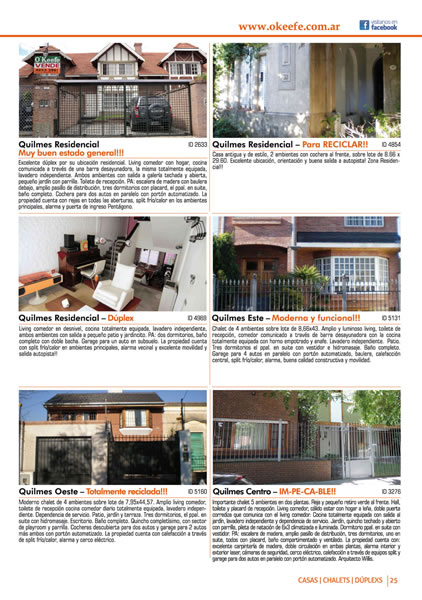 www.okeefe.com.ar
visitanos en
facebook
O'Keefe
VENDE
Quilmes Residencial ID 2633
Muy buen estado general!!!!
Excelente dúplex por su ubicación residencial. Living comedor con hogar, cocina
comunicada a través de una barra desayunadora, la misma totalmente equipada,
lavadero independiente. Ambos ambientes con salida a galería techada y abierta,
pequeño jardín con parrilla. Toilete de recepción. PA: escalera de madera con baulera
debajo, amplio pasillo de distribución, tres dormitorios con placard, el ppal. en suite,
baño completo. Cochera para dos autos en paralelo con portón automatizado. La
propiedad cuenta con rejas en todas las aberturas, split frío/calor en los ambientes
principales, alarma y puerta de ingreso Pentágono.
Quilmes Residencial – Para RECICLAR!! ID 4854
Casa antigua y de estilo, 2 ambientes con cochera al frente, sobre lote de 8.66 x
29.60. Excelente ubicación, orientación y buena salida a autopista! Zona Residen-
cial!!
Quilmes Residencial – Dúplex ID 4969
Living comedor en desnivel, cocina totalmente equipada, lavadero independiente,
ambos ambientes con salida a pequeño patio y jardincito. PA: dos dormitorios, baño
completo con doble bacha. Garage para un auto en subsuelo. La propiedad cuenta
con split frío/calor en ambientes principales, alarma vecinal y excelente movilidad y
salida autopista!!
Quilmes Este – Moderna y funcional!! ID 5131
Chalet de 4 ambientes sobre lote de 8,66x43. Amplio y luminoso living, toilete de
recepción, comedor comunicado a través de barra desayunadora con la cocina
totalmente equipada con horno empotrado y anafe. Lavadero independiente. Patio.
Tres dormitorios el ppal. en suite con vestidor e hidromasaje. Baño completo.
Garage para 4 autos en paralelo con portón automatizado, baulera, calefacción
central, split frío/calor, alarma, buena calidad constructiva y movilidad.
Quilmes Oeste – Totalmente reciclada!!! ID 5160
Moderno chalet de 4 ambientes sobre lote de 7,95x44,57. Amplio living comedor,
toilete de recepción cocina comedor diario totalmente equipada, lavadero indepen-
diente. Dependencia de servicio. Patio, jardín y terraza. Tres dormitorios, el ppal. en
suite con hidromasaje. Escritorio. Baño completo. Quincho completísimo, con sector
de playroom y parrilla. Cocheras descubierta para dos autos y garage para 2 autos
más ambos con portón automatizado. La propiedad cuenta con calefacción a través
de split frío/calor, alarma y cerco eléctrico.
Quilmes Centro – IM-PE-CA-BLE!! ID 3276
Importante chalet 5 ambientes en dos plantas. Reja y pequeño retiro verde al frente. Hall,
toilete y placard de recepción. Living comedor, cálido estar con hogar a leña, doble puerta
corrediza que comunica con el living comedor. Cocina totalmente equipada con salida al
jardín, lavadero independiente y dependencia de servicio. Jardín, quincho techado y abierto
con parrilla, pileta de natación de 6x3 climatizada e iluminada. Dormitorio ppal. en suite con
vestidor. PA: escalera de madera, amplio pasillo de distribución, tres dormitorios, uno en
suite, todos con placard, baño compartimentado y ventilado. La propiedad cuenta con:
excelente carpintería de madera, doble circulación en ambas plantas, alarma interior y
exterior laser, cámaras de seguridad, cerco eléctrico, calefacción a través de equipos split y
garage para dos autos en paralelo con portón automatizado. Arquitecto Willis.
CASAS | CHALETS | DÚPLEXS | 25